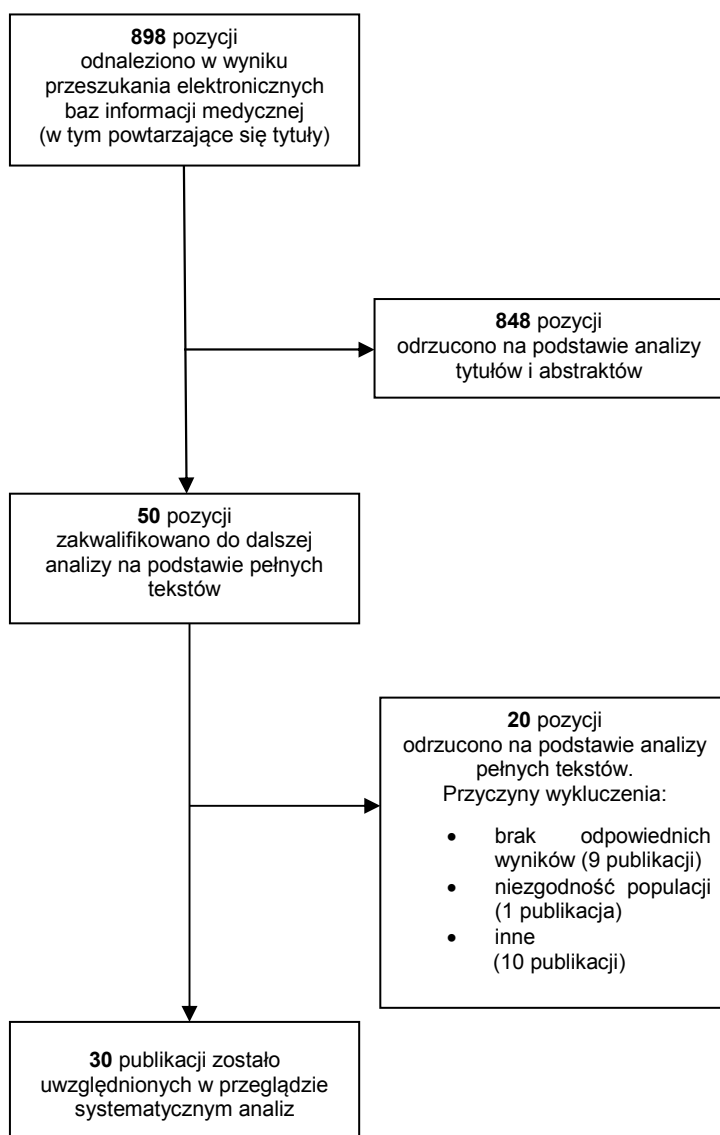 898 pozycji
odnaleziono w wyniku
przeszukania elektronicznych
baz informacji medycznej
(w tym powtarzające się tytuły)
848 pozycji
odrzucono na podstawie analizy
tytułów i abstraktów
50 pozycji
zakwalifikowano do dalszej
analizy na podstawie pełnych
tekstów
20 pozycji
odrzucono na podstawie analizy
pełnych tekstów.
Przyczyny wykluczenia:
• brak odpowiednich
wyników (9 publikacji)
• niezgodność populacji
(1 publikacja)
• inne
(10 publikacji)
30 publikacji zostało
uwzględnionych w przeglądzie
systematycznym analiz